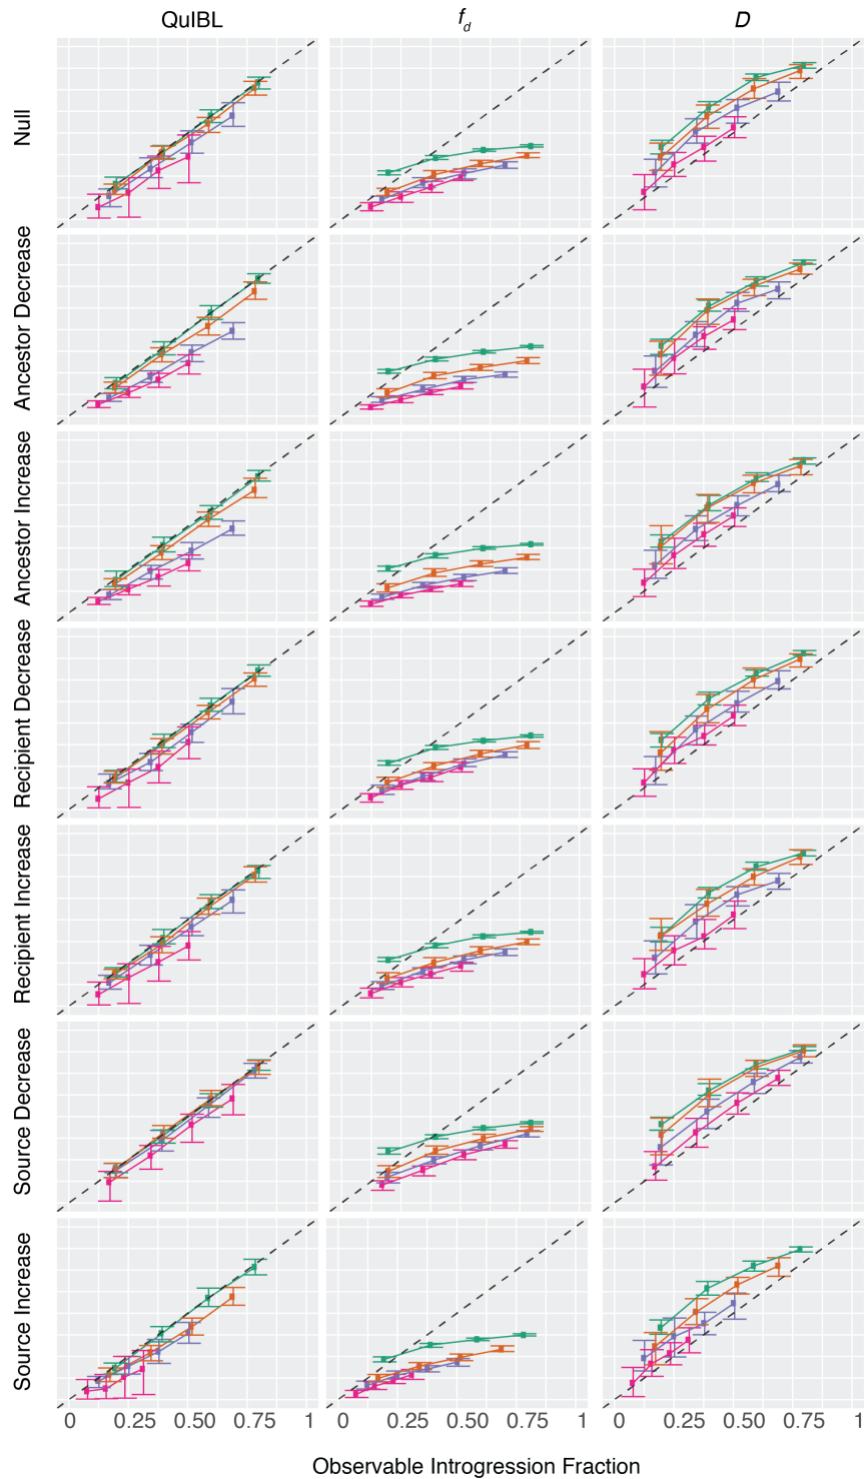 QuIBL
f_d
D
Null
Ancestor Decrease
Ancestor Increase
Recipient Decrease
Recipient Increase
Source Decrease
Source Increase
0 0.25 0.50 0.75 1 0 0.25 0.50 0.75 1 0 0.25 0.50 0.75 1
Observable Introgression Fraction